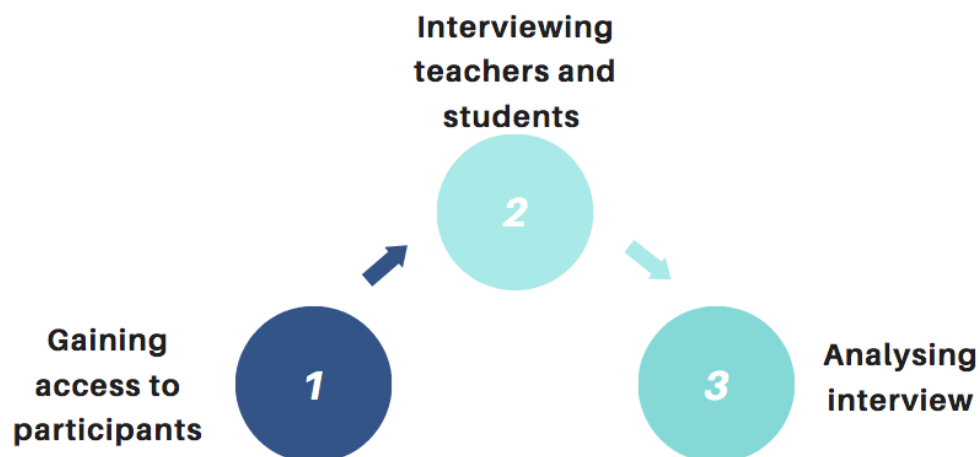 Interviewing
teachers and
students
2
Gaining
access to
participants
1
3
Analysing
interview